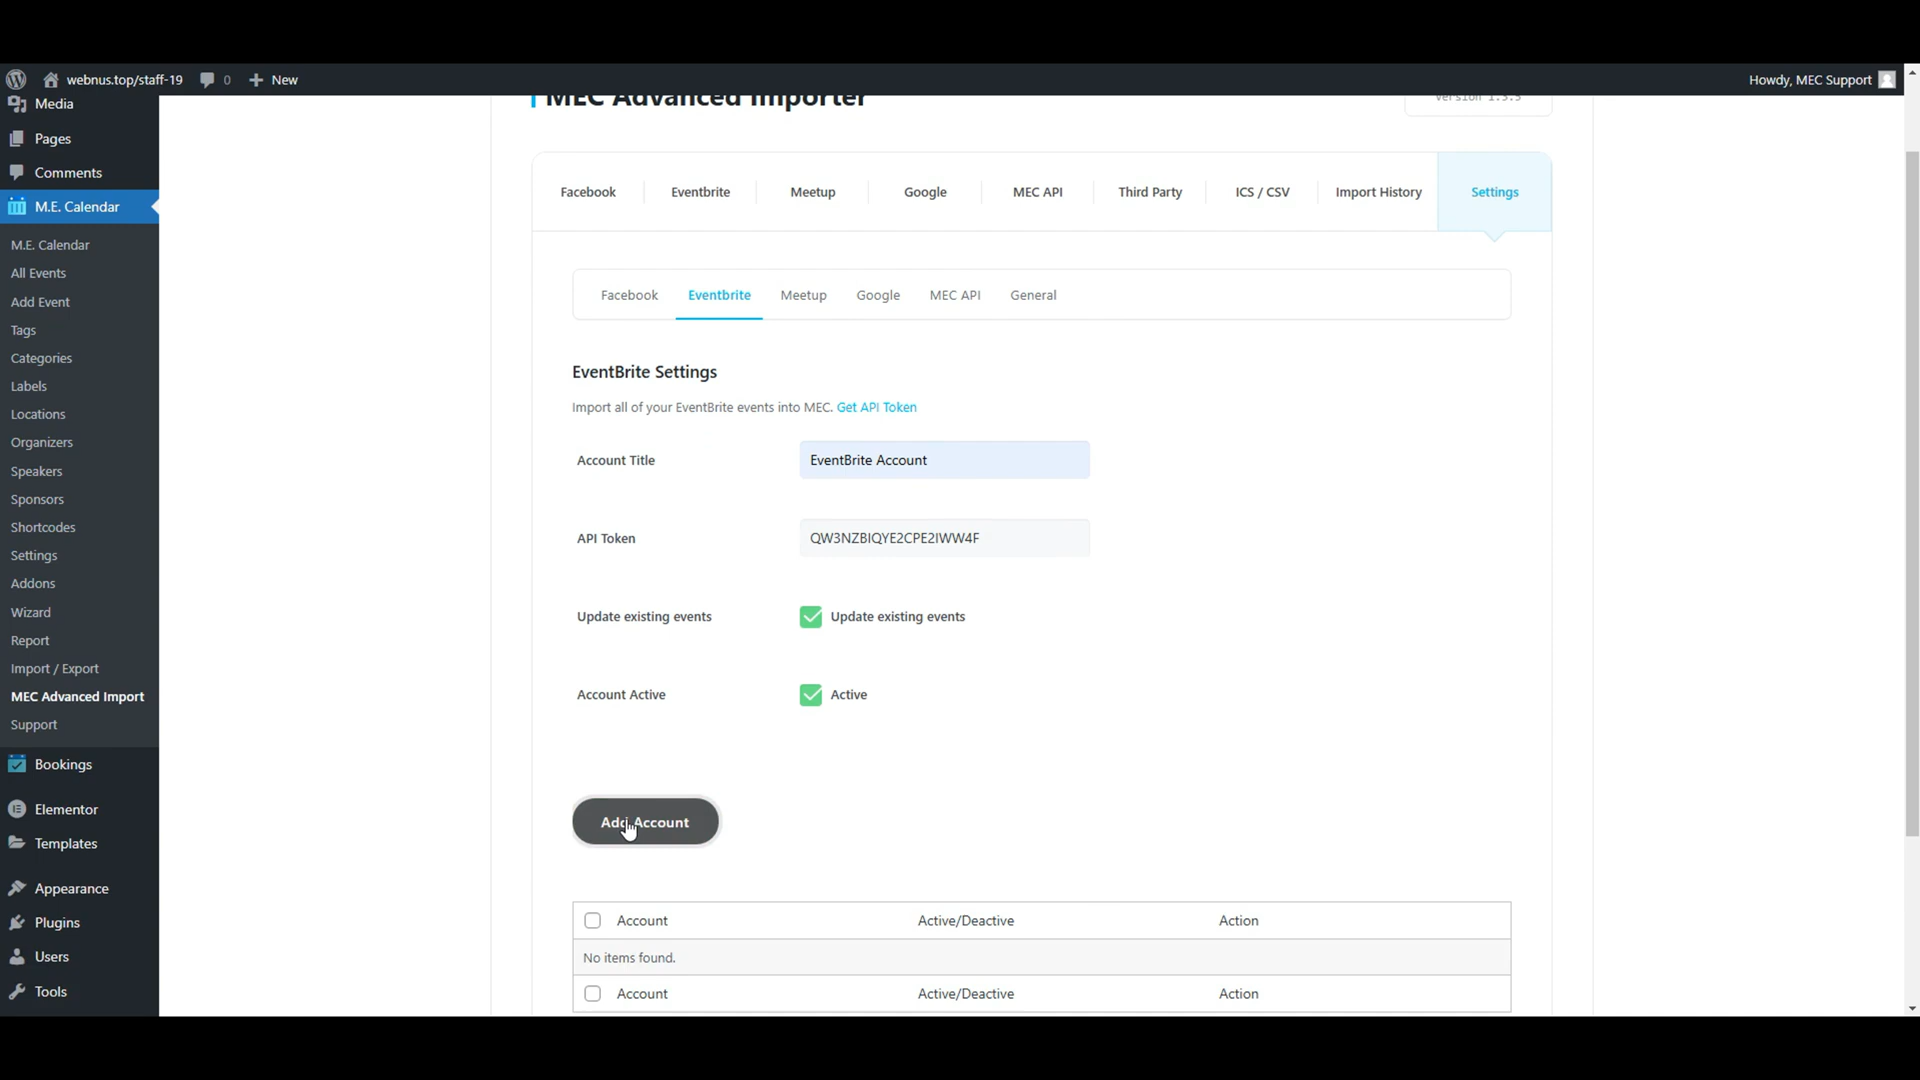 webnus.top/staff-19 0 New Howdy, MEC Support
Media
Pages
Comments
M.E. Calendar
M.E. Calendar
All Events
Add Event
Tags
Categories
Labels
Locations
Organizers
Speakers
Sponsors
Shortcodes
Settings
Addons
Wizard
Report
Import / Export
MEC Advanced Import
Support
Bookings
Elementor
Templates
Appearance
Plugins
Users
Tools
MEC Advanced Importer
Version 1.3.5
Facebook Eventbrite Meetup Google MEC API Third Party ICS / CSV Import History Settings
Facebook Eventbrite Meetup Google MEC API General
EventBrite Settings
Import all of your EventBrite events into MEC. Get API Token
Account Title EventBrite Account
API Token QW3NZBIQYE2CPE2IWW4F
Update existing events Update existing events
Account Active Active
Add Account
Account Active/Deactive Action
No items found.
Account Active/Deactive Action